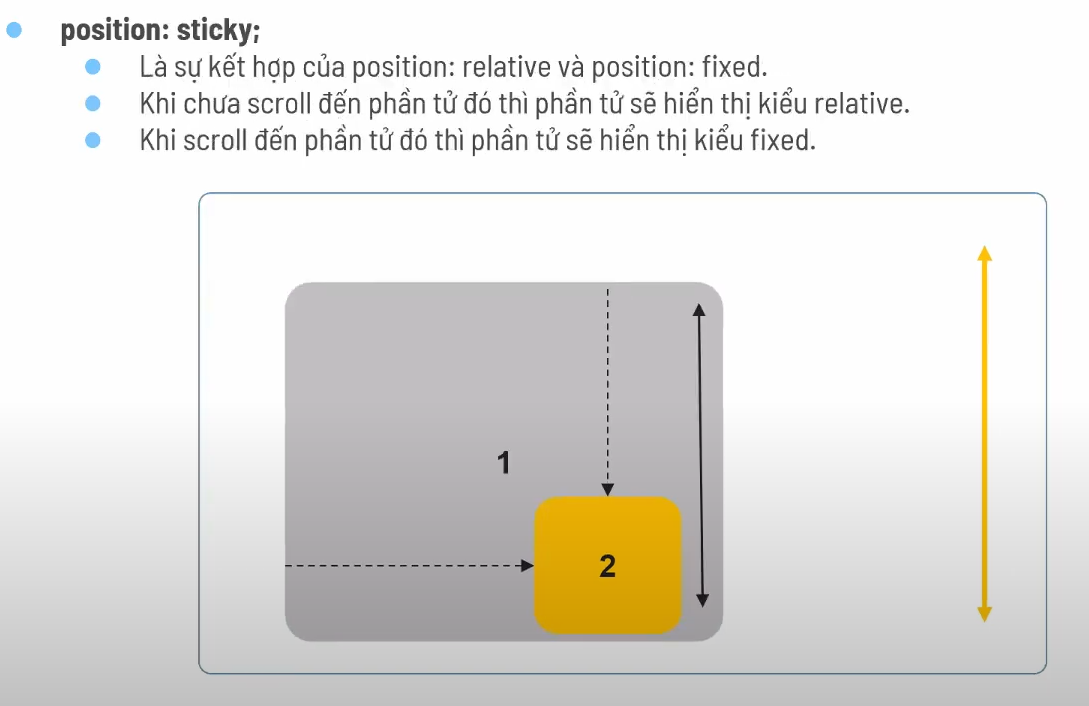 position: sticky;
Là sự kết hợp của position: relative và position: fixed.
Khi chưa scroll đến phần tử đó thì phần tử sẽ hiển thị kiểu relative.
Khi scroll đến phần tử đó thì phần tử sẽ hiển thị kiểu fixed.
1
2